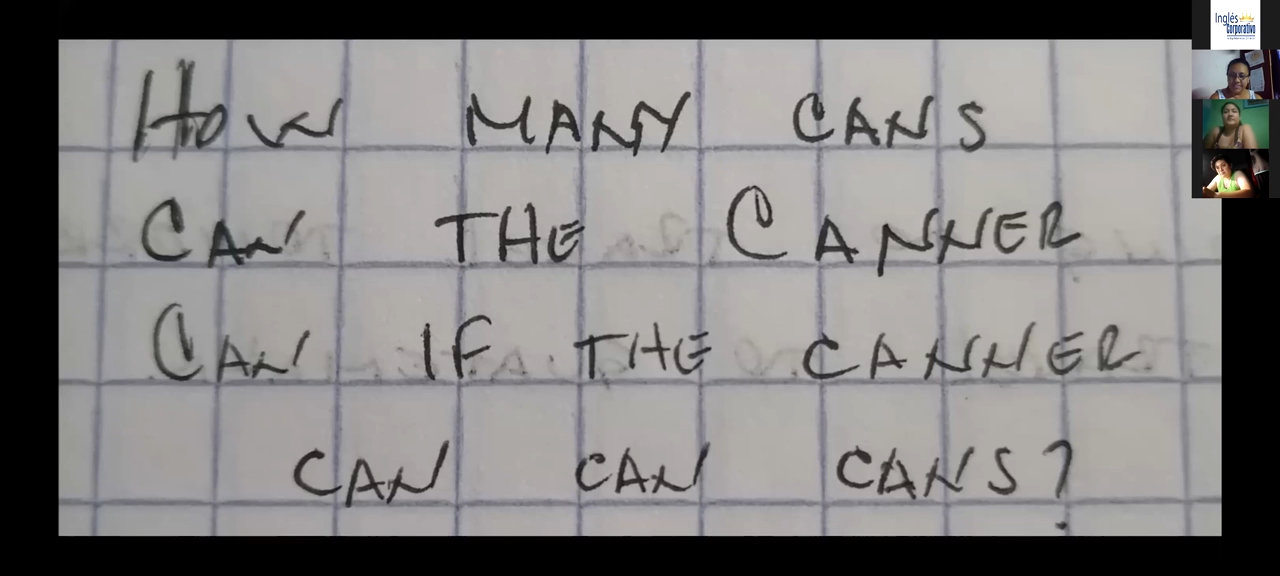 How MANY CANS
CAN THE CANNER
CAN IF THE CANNER
CAN CAN CANS?
Inglés
Corporativo